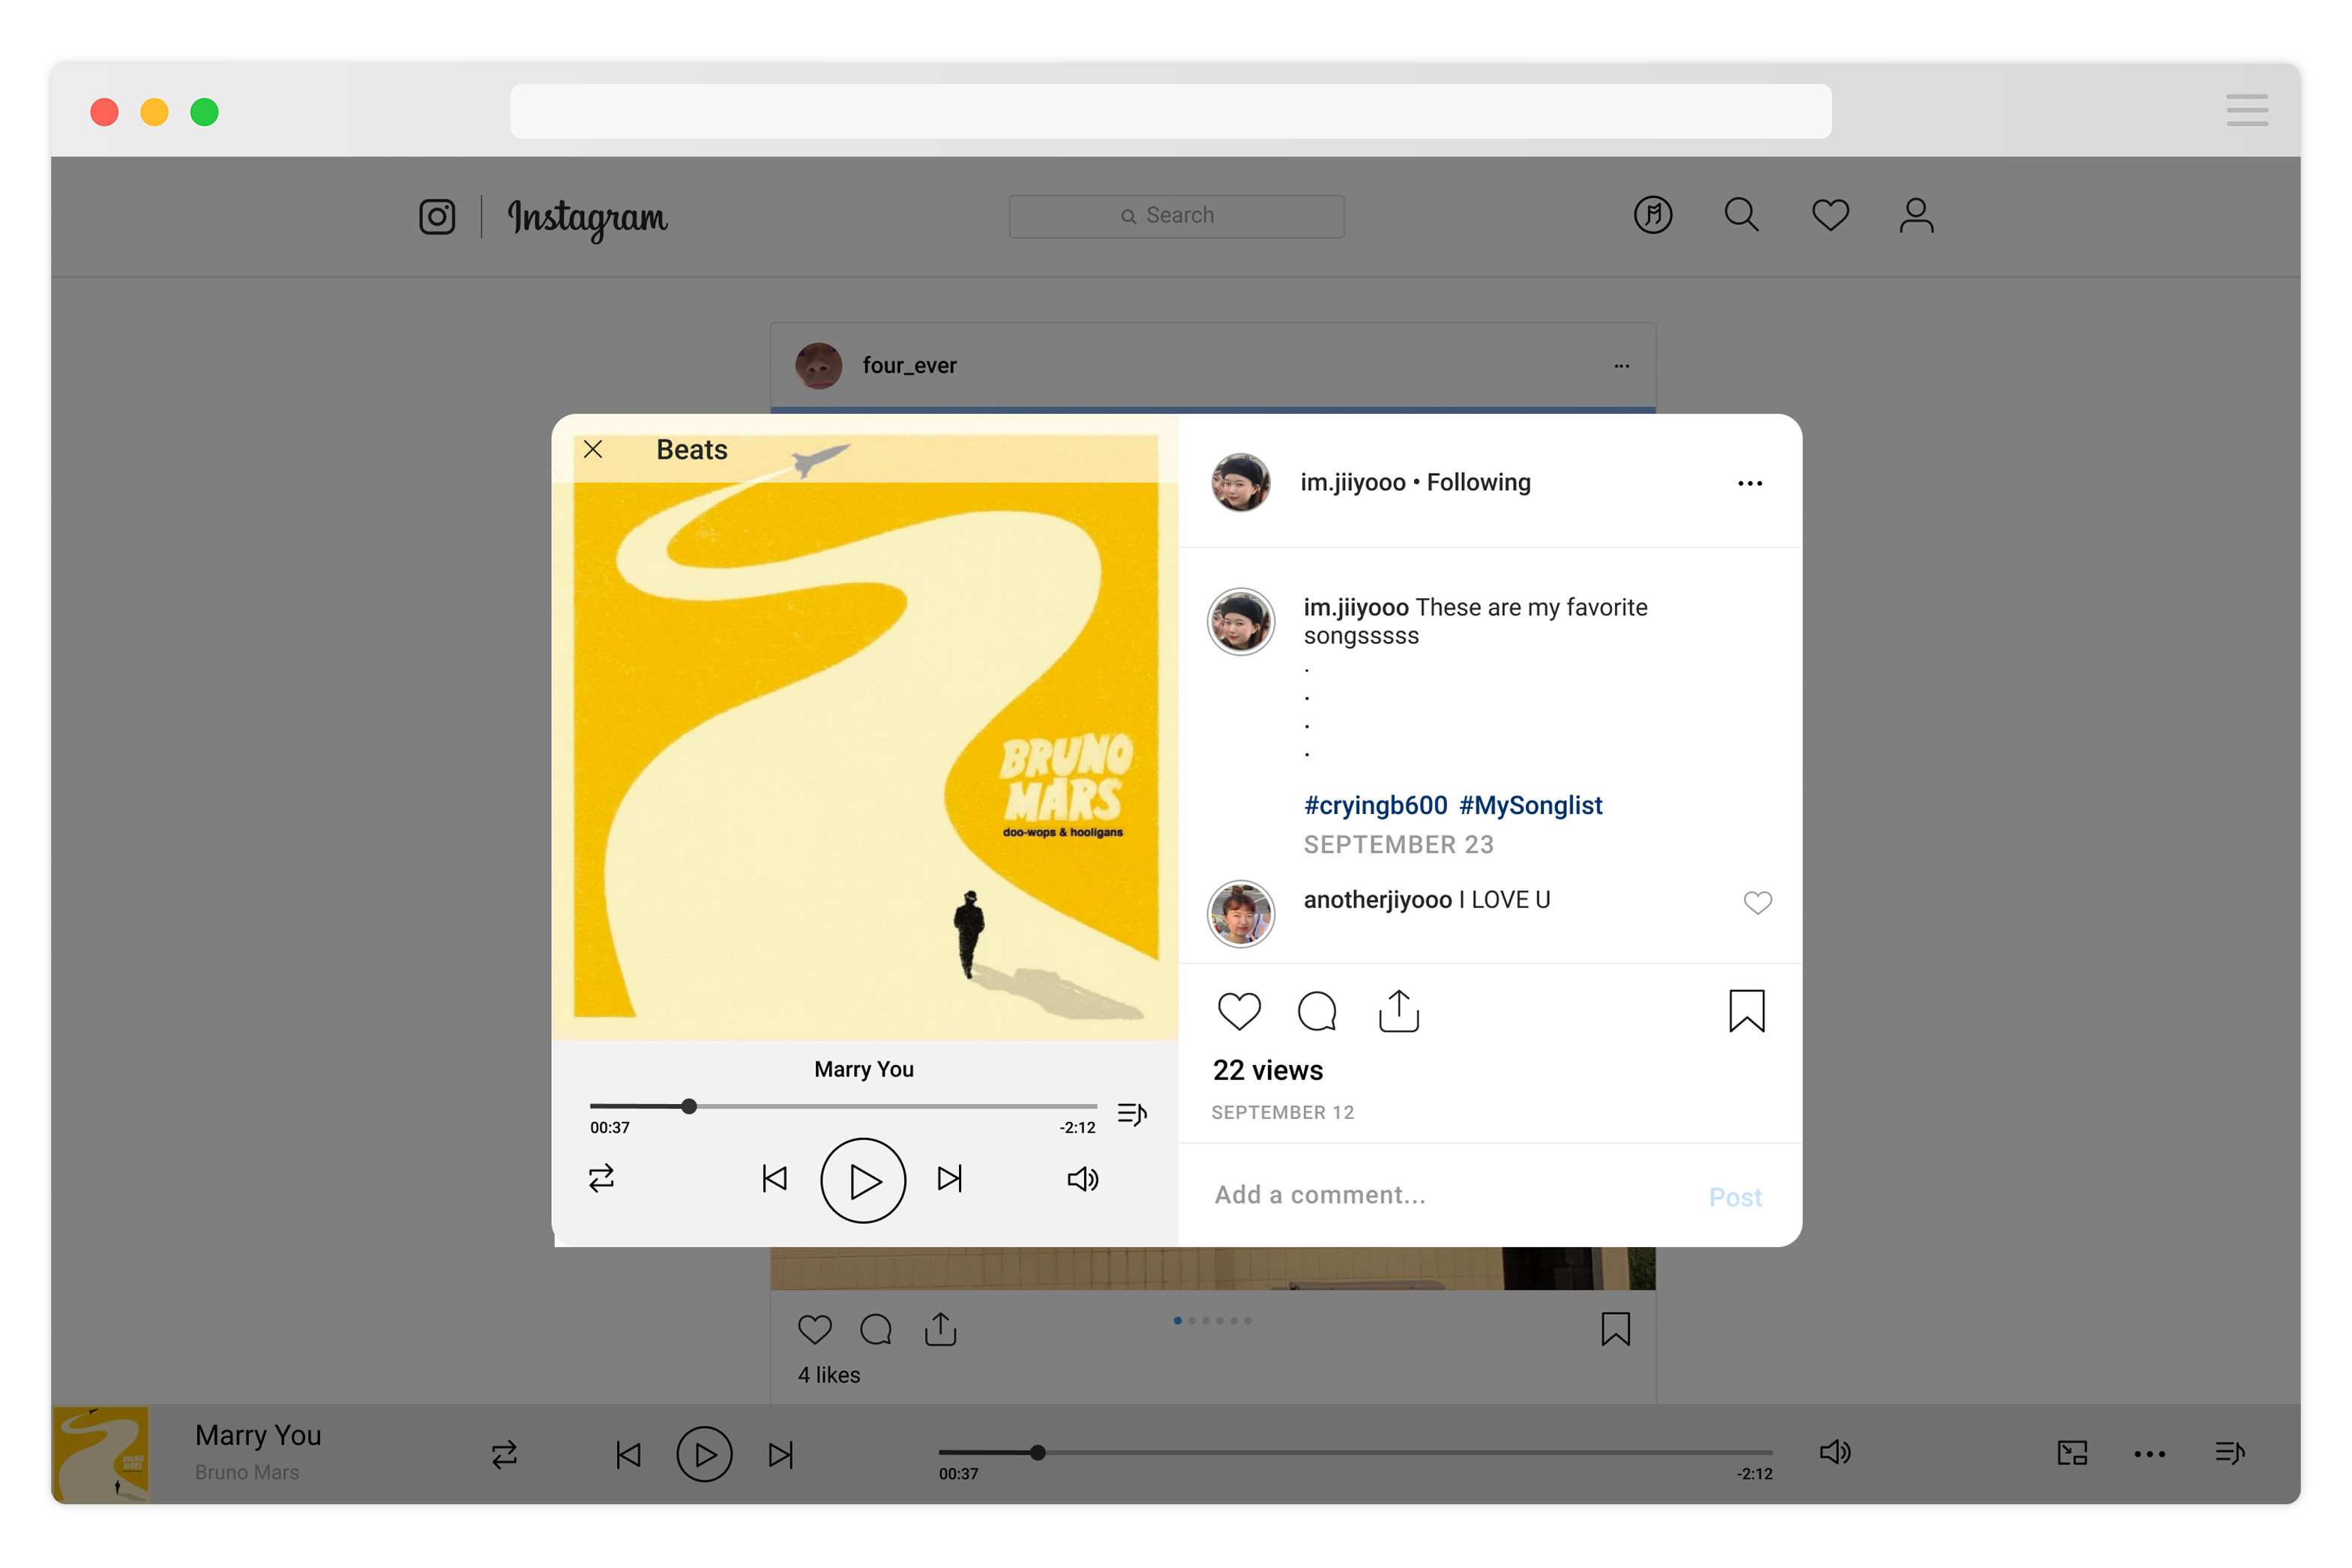 Instagram
Search
four_ever
Beats
BRUNO
MARS
doo-wops & hooligans
Marry You
00:37
-2:12
im.jiiyooo • Following
im.jiiyooo These are my favorite
songsssss
.
.
.
.
#cryingb600 #MySonglist
SEPTEMBER 23
anotherjiyooo I LOVE U
22 views
SEPTEMBER 12
Add a comment...
Post
4 likes
BRUNO
MARS
Marry You
Bruno Mars
00:37
-2:12